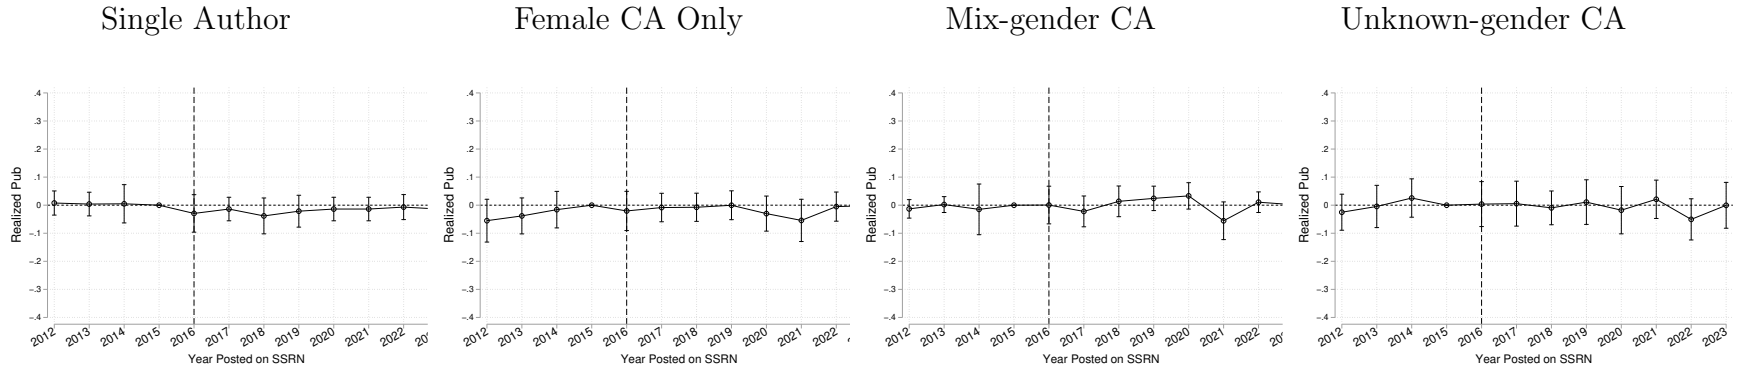 Single Author
Female CA Only
Mix-gender CA
Unknown-gender CA
Realized Pub
.4
.3
.2
.1
0
-.1
-.2
-.3
-.4
2012 2013 2014 2015 2016 2017 2018 2019 2020 2021 2022
Year Posted on SSRN
Realized Pub
.4
.3
.2
.1
0
-.1
-.2
-.3
-.4
2012 2013 2014 2015 2016 2017 2018 2019 2020 2021 2022
Year Posted on SSRN
Realized Pub
.4
.3
.2
.1
0
-.1
-.2
-.3
-.4
2012 2013 2014 2015 2016 2017 2018 2019 2020 2021 2022
Year Posted on SSRN
Realized Pub
.4
.3
.2
.1
0
-.1
-.2
-.3
-.4
2012 2013 2014 2015 2016 2017 2018 2019 2020 2021 2022 2023
Year Posted on SSRN